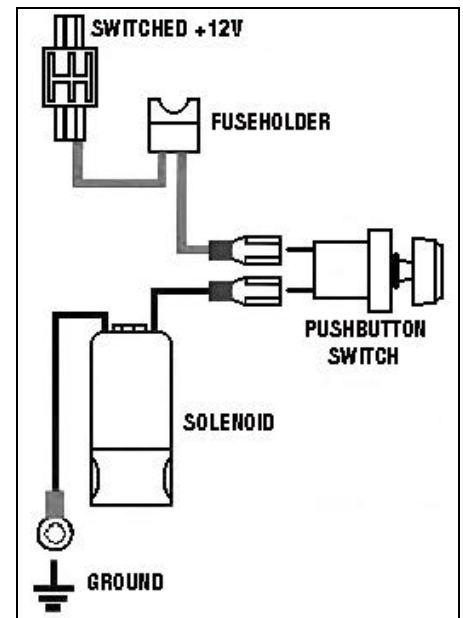 SWITCHED +12V
FUSEHOLDER
PUSHBUTTON
SWITCH
SOLENOID
GROUND